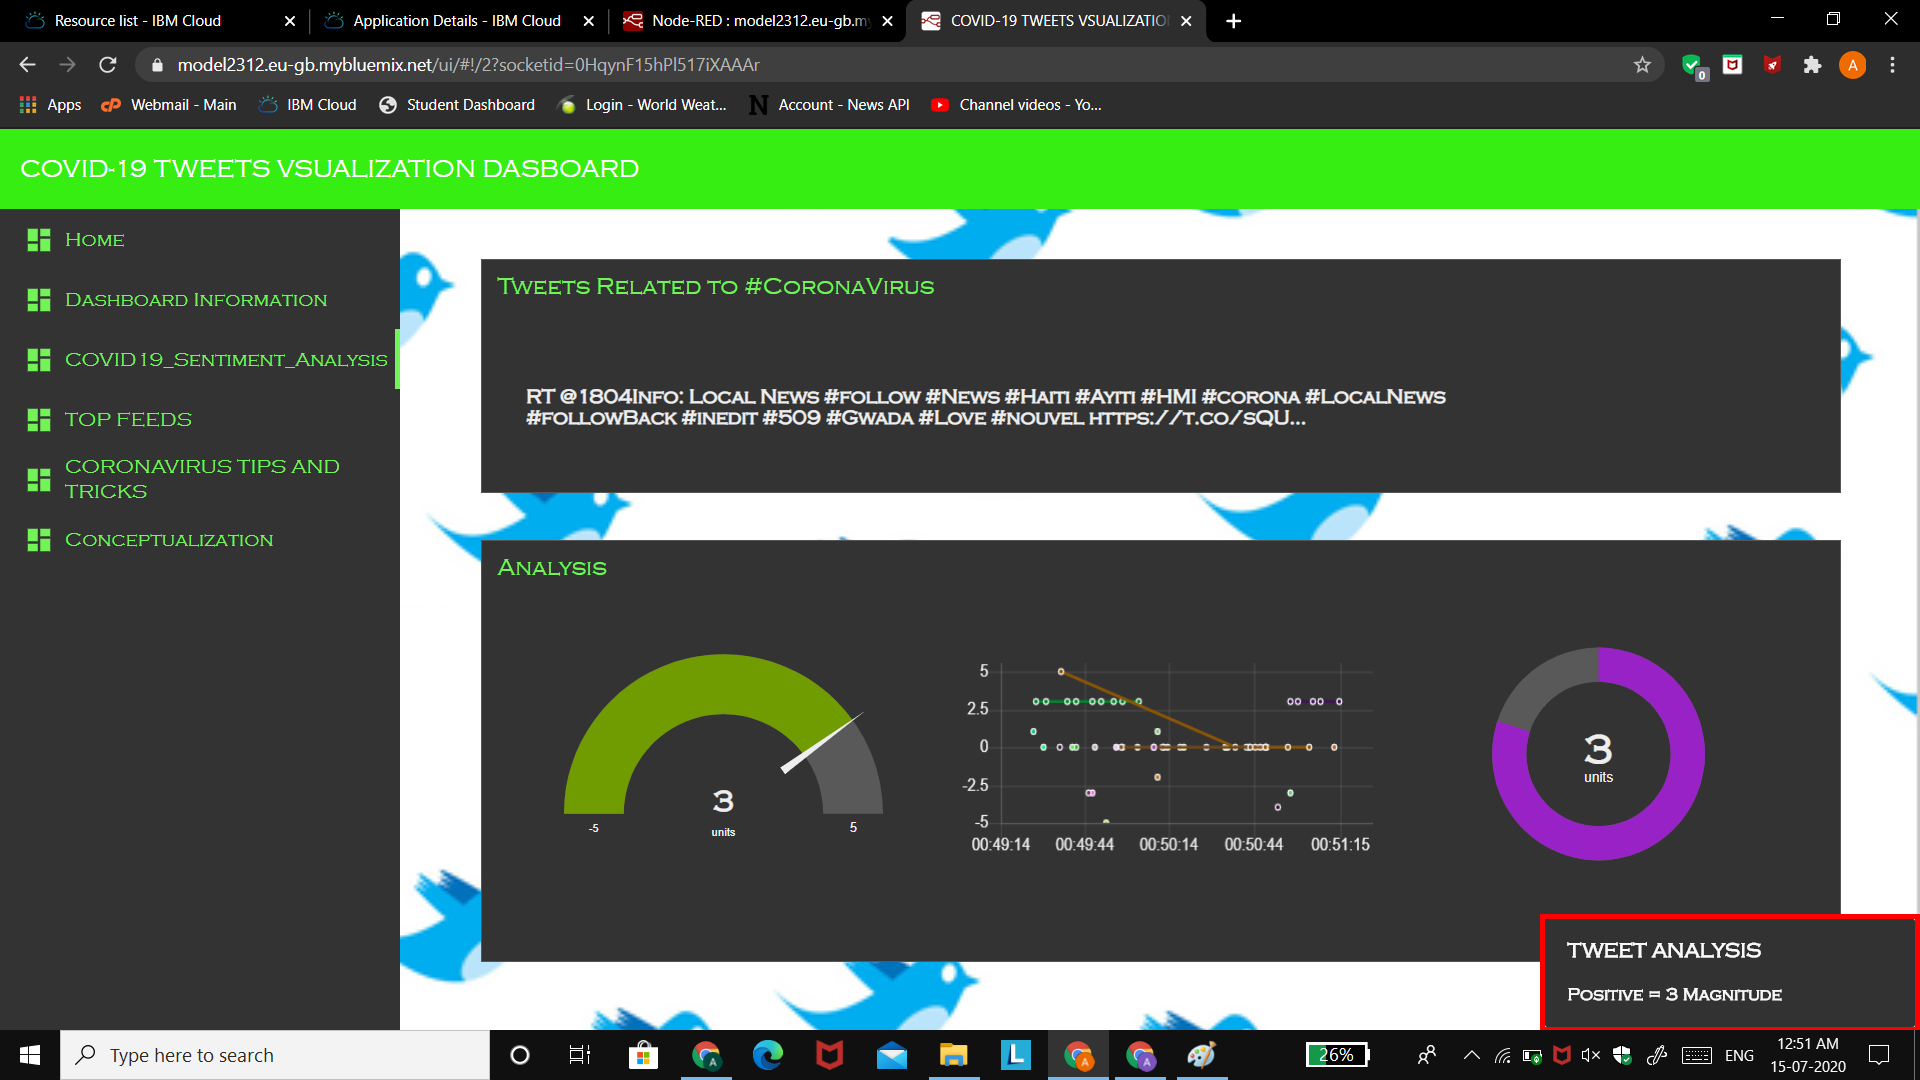 Resource list - IBM Cloud
Application Details - IBM Cloud
Node-RED : model2312.eu-gb.my
COVID-19 TWEETS VSUALIZATIO
model2312.eu-gb.mybluemix.net/ui/#!/2?socketid=0HqynF15hPl517iXAAAr
0
A
Apps
Webmail - Main
IBM Cloud
Student Dashboard
Login - World Weat...
N
Account - News API
Channel videos - Yo...
COVID-19 TWEETS VSUALIZATION DASBOARD
Home
Dashboard Information
COVID19_Sentiment_Analysis
TOP FEEDS
CORONAVIRUS TIPS AND
TRICKS
Conceptualization
Tweets Related to #CoronaVirus
RT @1804Info: Local News #follow #News #Haiti #Ayiti #HMI #corona #LocalNews
#followBack #inedit #509 #Gwada #Love #nouvel https://t.co/sQU...
Analysis
3
units
-5
5
5
2.5
0
-2.5
-5
00:49:14
00:49:44
00:50:14
00:50:44
00:51:15
3
units
TWEET ANALYSIS
Positive = 3 Magnitude
Type here to search
L
A
A
A
26%
ENG
12:51 AM
15-07-2020